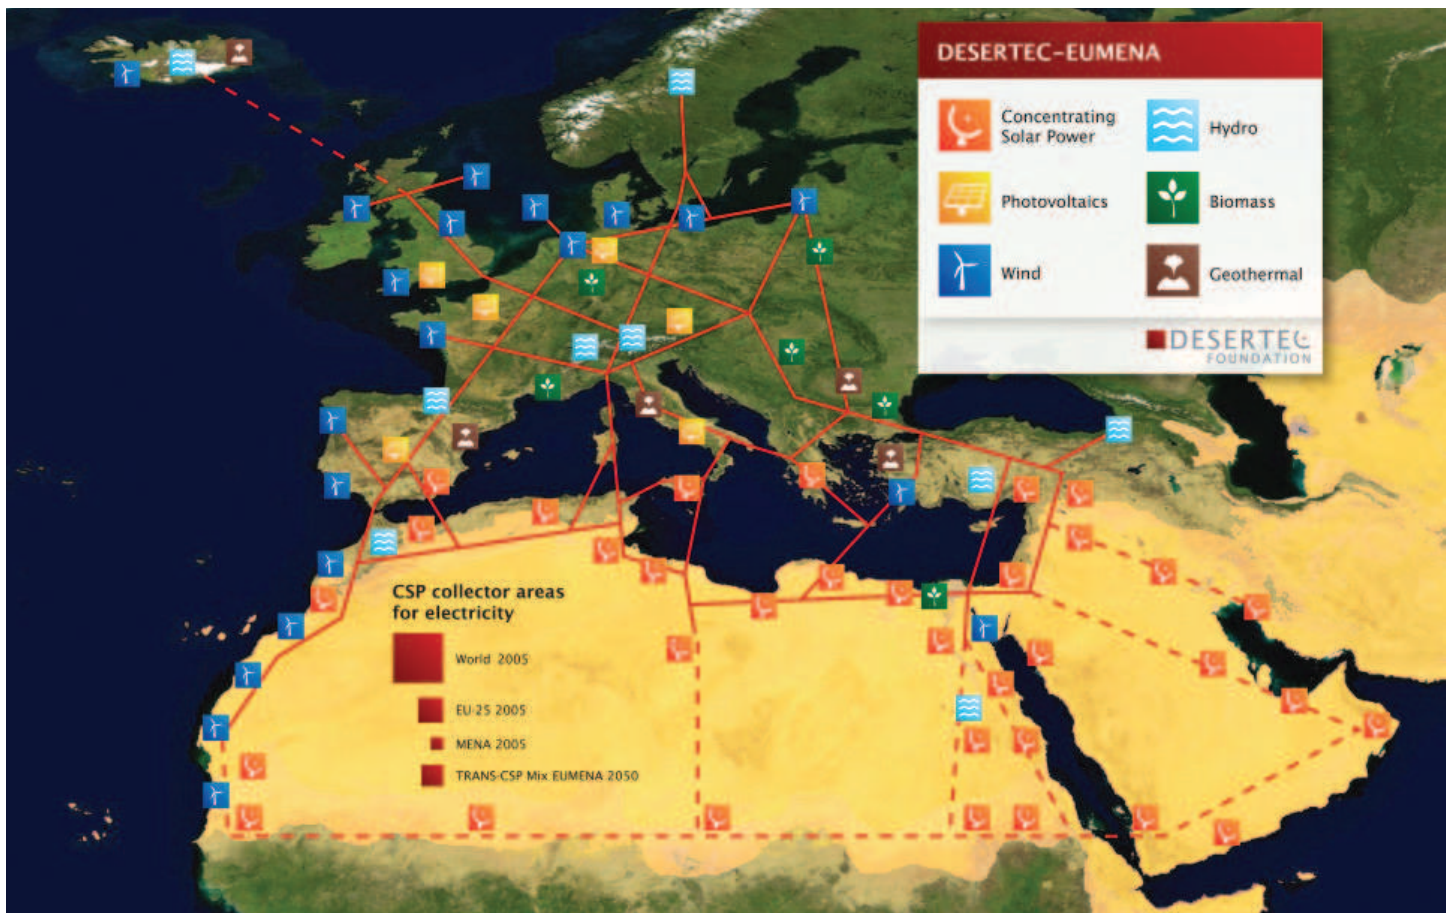 DESERTEC-EUMENA
Concentrating
Solar Power
Hydro
Photovoltaics
Biomass
Wind
Geothermal
DESERTEC
FOUNDATION
CSP collector areas
for electricity
World 2005
EU-25 2005
MENA 2005
TRANS-CSP Mix EUMENA 2050